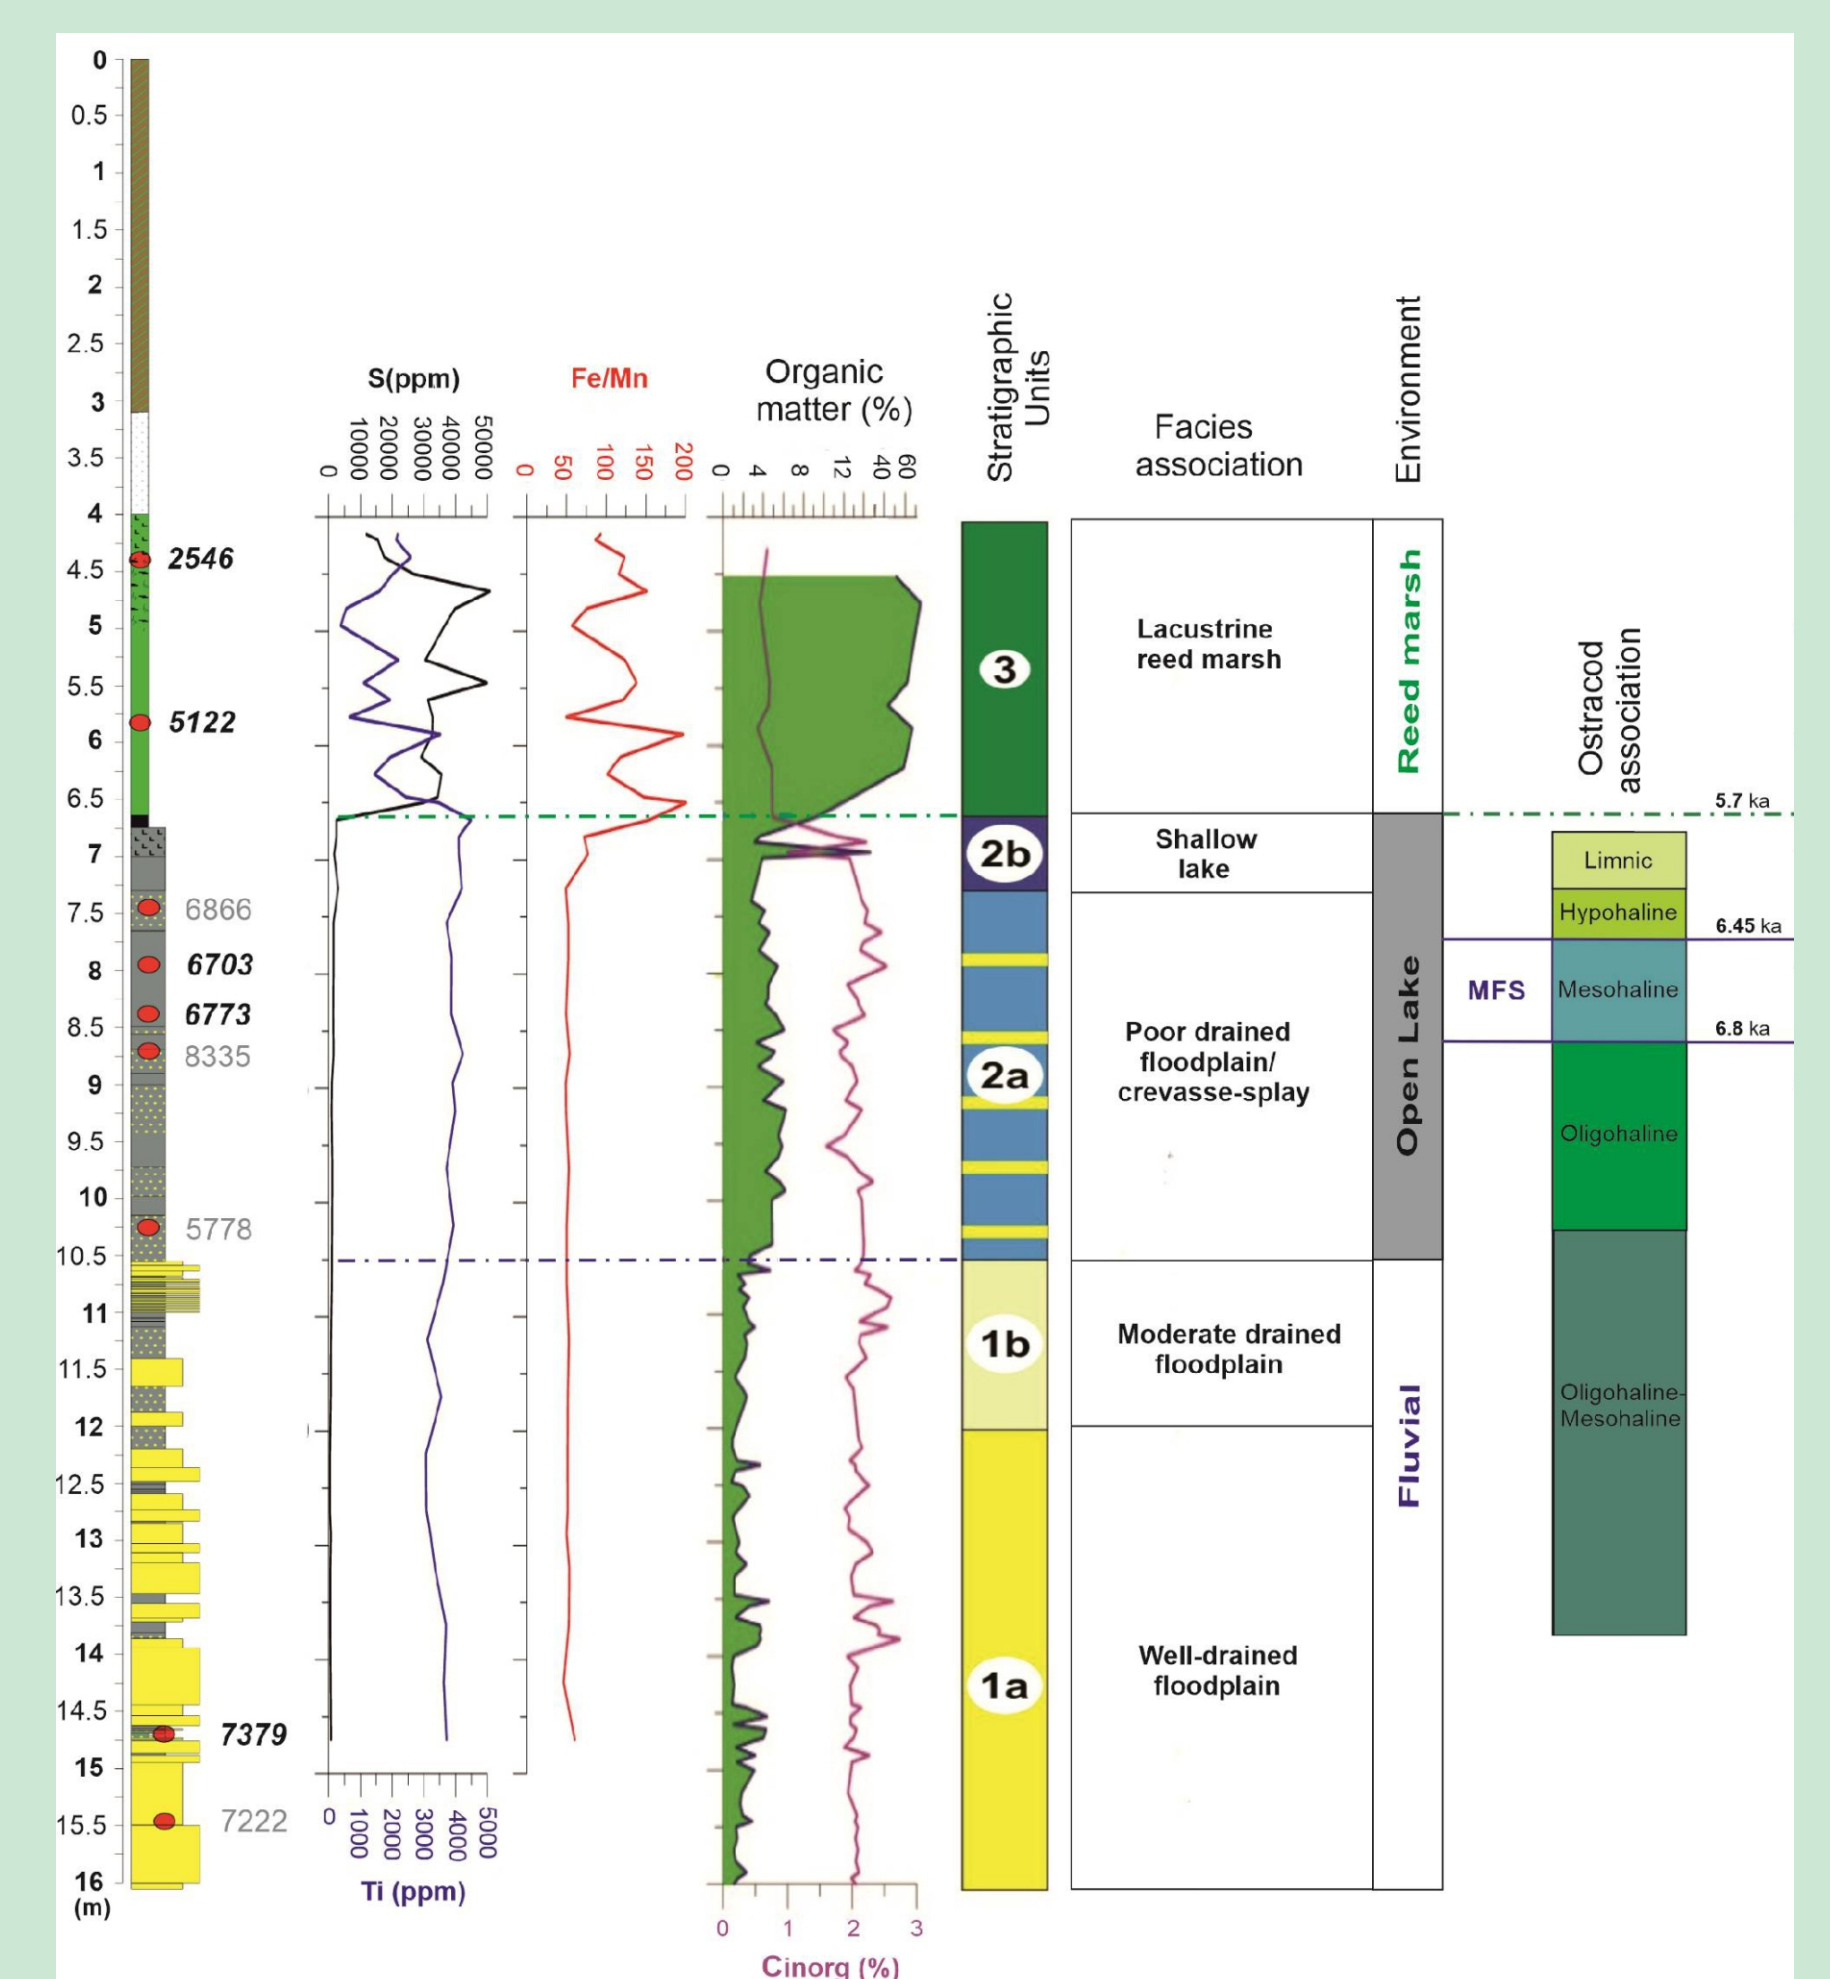 0
0.5
1
1.5
2
2.5
3
3.5
4
4.5
5
5.5
6
6.5
7
7.5
8
8.5
9
9.5
10
10.5
11
11.5
12
12.5
13
13.5
14
14.5
15
15.5
16
(m)
2546
5122
6866
6703
6773
8335
5778
7379
7222
S(ppm)
0 10000 20000 30000 40000 50000
0 1000 2000 3000 4000 5000
Ti (ppm)
Fe/Mn
0 50 100 150 200
Organic
matter (%)
0 4 8 12 40 60
0 1 2 3
Cinorg (%)
Stratigraphic
Units
3
2b
2a
1b
1a
Facies
association
Lacustrine
reed marsh
Shallow
lake
Poor drained
floodplain/
crevasse-splay
Moderate drained
floodplain
Well-drained
floodplain
Environment
Reed marsh
Open Lake
Fluvial
MFS
Ostracod
association
Limnic
Hypohaline
Mesohaline
Oligohaline
Oligohaline-
Mesohaline
5.7 ka
6.45 ka
6.8 ka